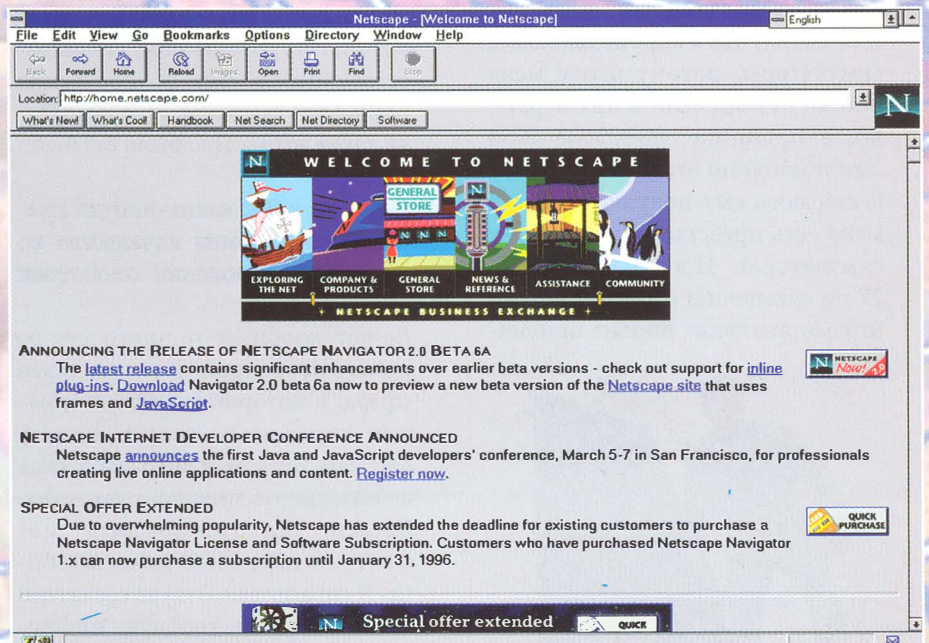 Netscape - [Welcome to Netscape]
English
File Edit View Go Bookmarks Options Directory Window Help
Back Forward Home Reload Images Open Print Find Stop
Location: http://home.netscape.com/
N
What's New! What's Cool! Handbook Net Search Net Directory Software
N WELCOME TO NETSCAPE
GENERAL
STORE
N
EXPLORING
THE NET
COMPANY &
PRODUCTS
GENERAL
STORE
NEWS &
REFERENCE
ASSISTANCE
COMMUNITY
NETSCAPE BUSINESS EXCHANGE
ANNOUNCING THE RELEASE OF NETSCAPE NAVIGATOR 2.0 BETA 6A
The latest release contains significant enhancements over earlier beta versions - check out support for inline
plug-ins. Download Navigator 2.0 beta 6a now to preview a new beta version of the Netscape site that uses
frames and JavaScript.
N NETSCAPE
Now!
NETSCAPE INTERNET DEVELOPER CONFERENCE ANNOUNCED
Netscape announces the first Java and JavaScript developers' conference, March 5-7 in San Francisco, for professionals
creating live online applications and content. Register now.
SPECIAL OFFER EXTENDED
Due to overwhelming popularity, Netscape has extended the deadline for existing customers to purchase a
Netscape Navigator License and Software Subscription. Customers who have purchased Netscape Navigator
1.x can now purchase a subscription until January 31, 1996.
QUICK
PURCHASE
N Special offer extended QUICK